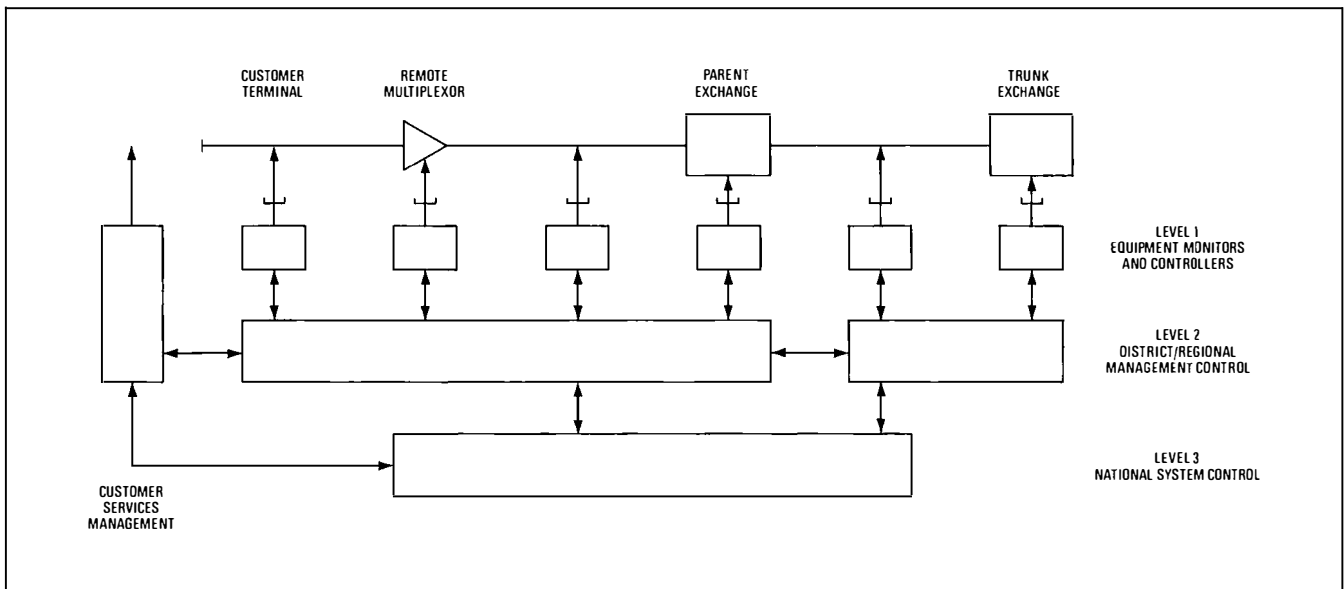 CUSTOMER
TERMINAL
REMOTE
MULTIPLEXOR
PARENT
EXCHANGE
TRUNK
EXCHANGE
LEVEL 1
EQUIPMENT MONITORS
AND CONTROLLERS
LEVEL 2
DISTRICT/REGIONAL
MANAGEMENT CONTROL
LEVEL 3
NATIONAL SYSTEM CONTROL
CUSTOMER
SERVICES
MANAGEMENT